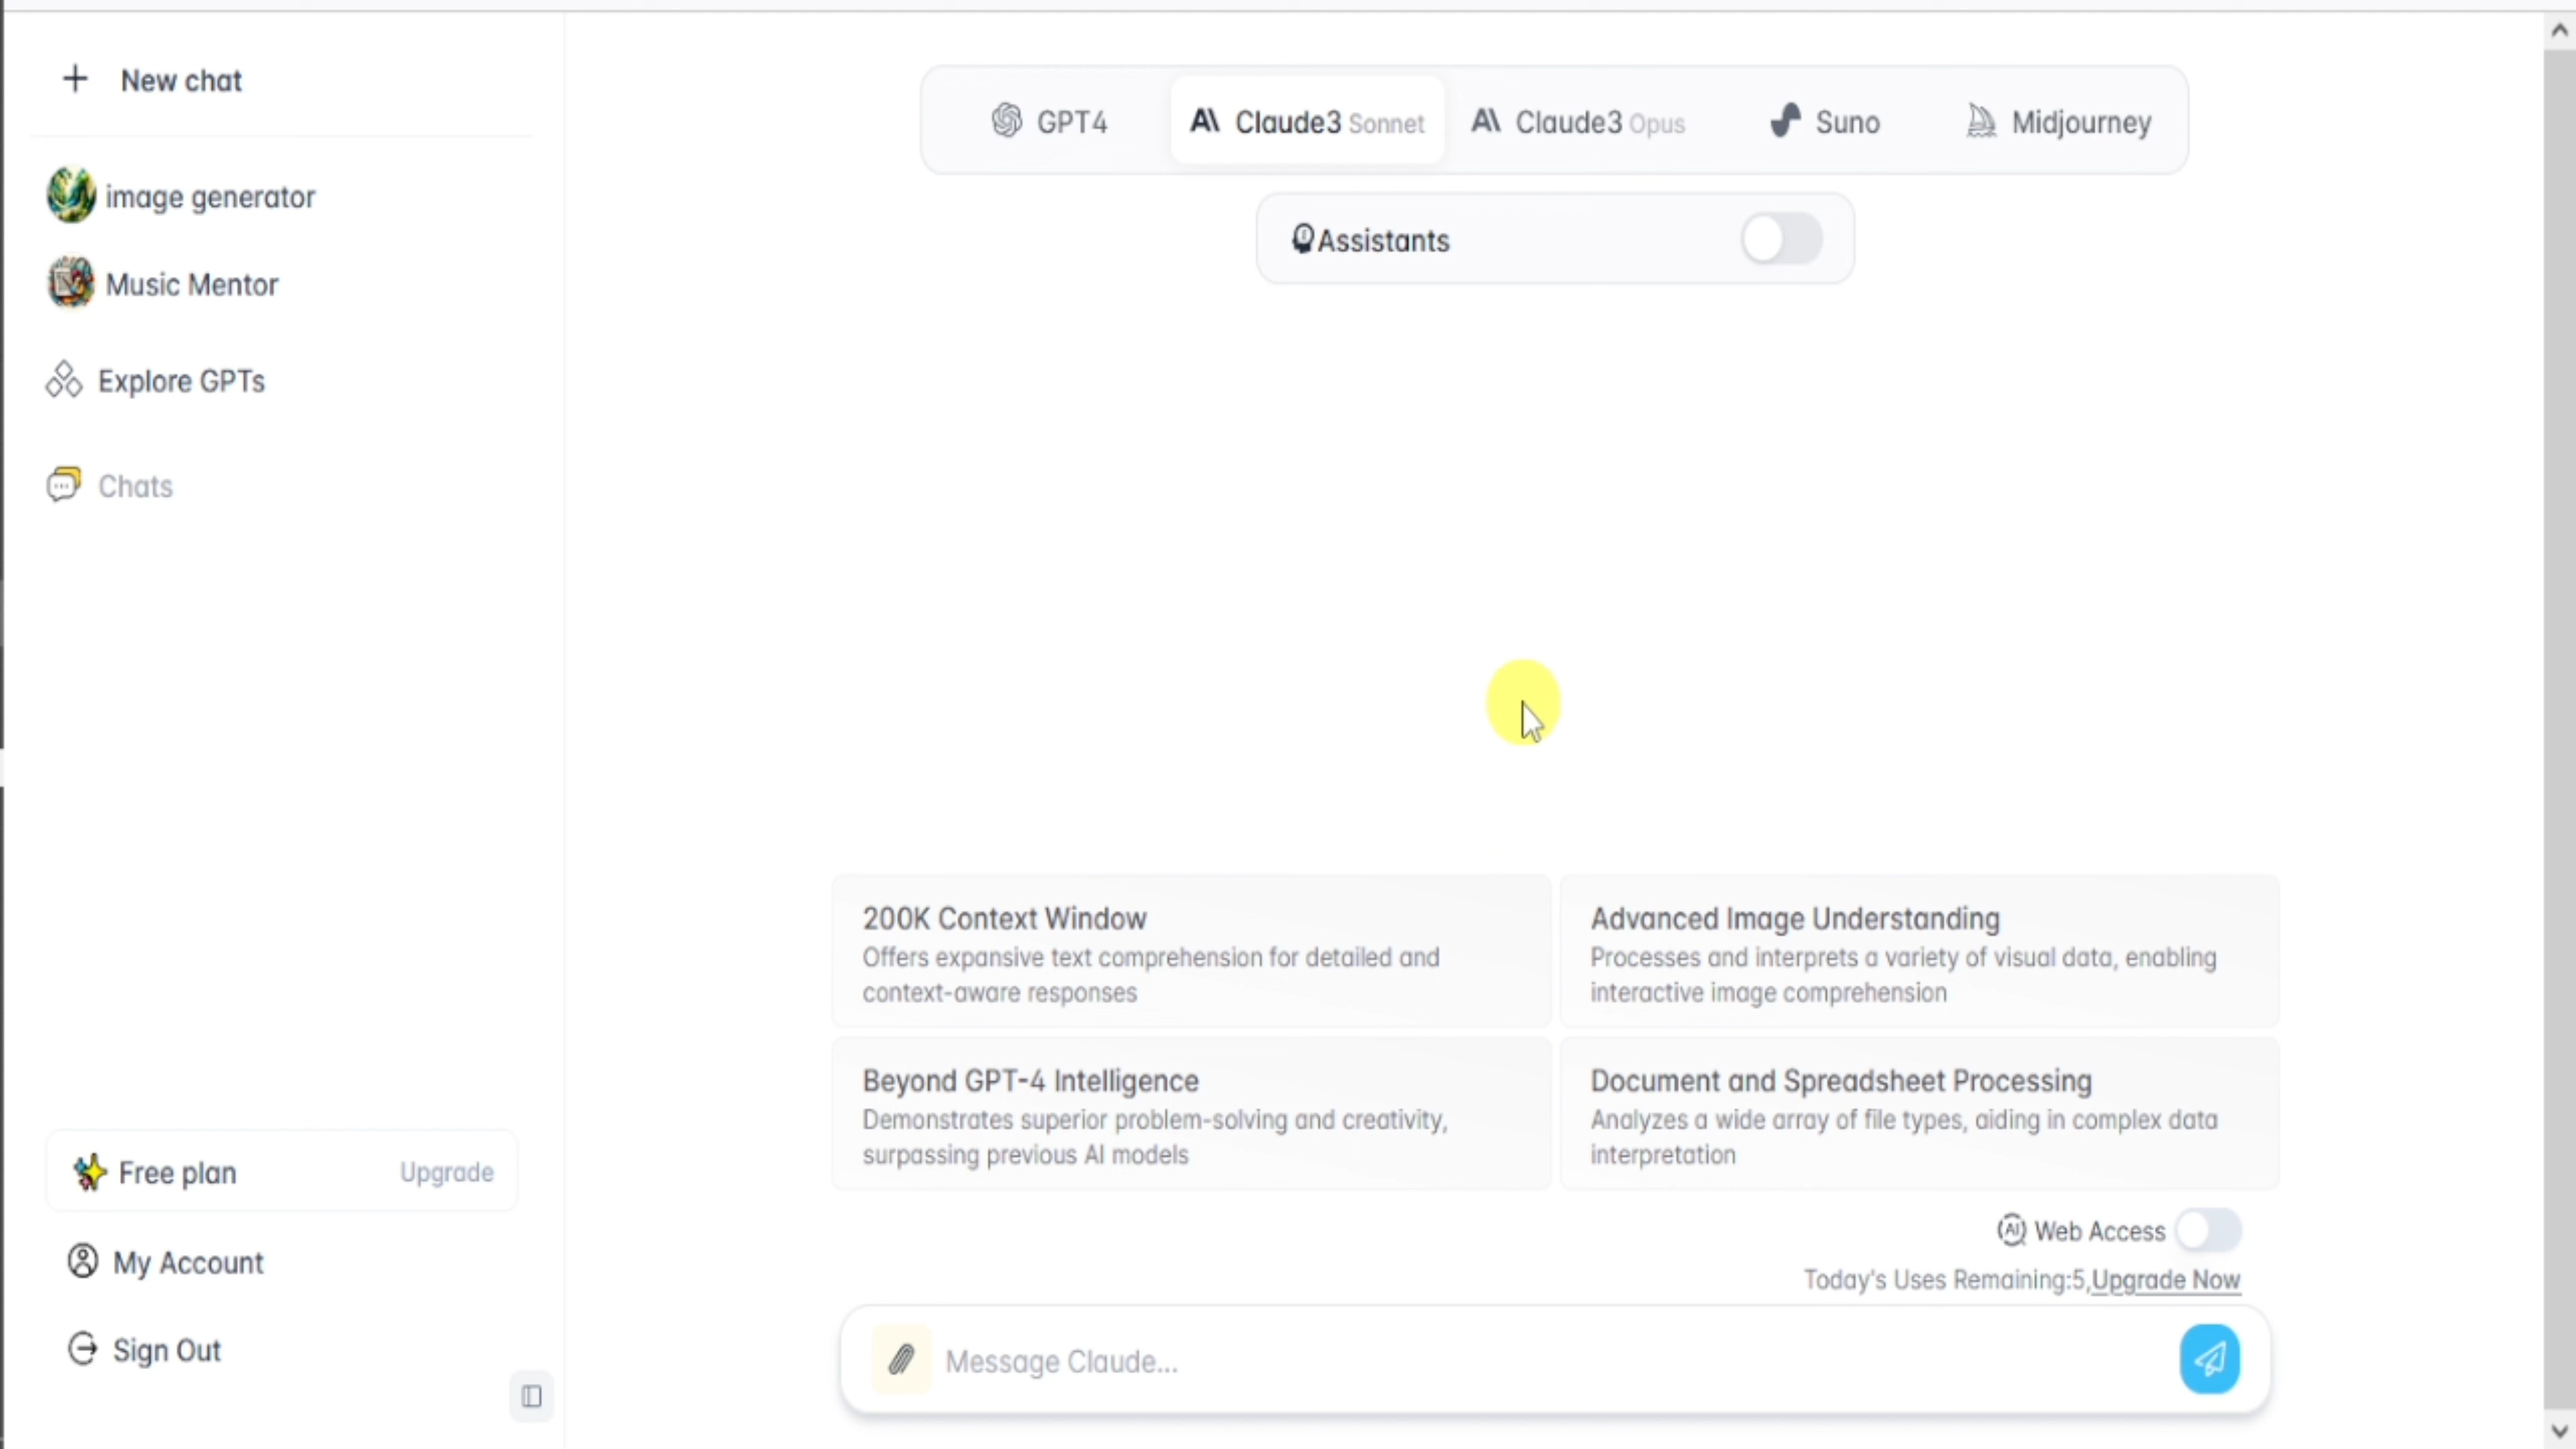 New chat
image generator
Music Mentor
Explore GPTs
Chats
Free plan Upgrade
My Account
Sign Out
GPT4 Claude3 Sonnet Claude3 Opus Suno Midjourney
Assistants
200K Context Window
Offers expansive text comprehension for detailed and
context-aware responses
Advanced Image Understanding
Processes and interprets a variety of visual data, enabling
interactive image comprehension
Beyond GPT-4 Intelligence
Demonstrates superior problem-solving and creativity,
surpassing previous AI models
Document and Spreadsheet Processing
Analyzes a wide array of file types, aiding in complex data
interpretation
Web Access
Today's Uses Remaining:5,Upgrade Now
Message Claude...